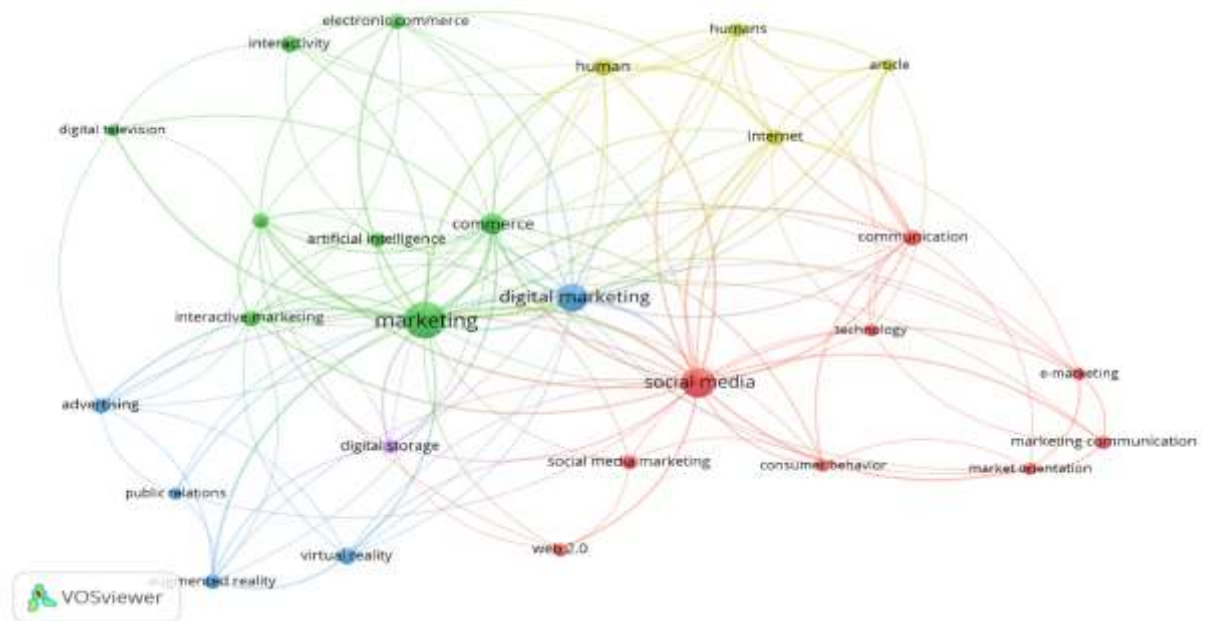 electronic commerce
interactivity
humans
human
article
digital television
internet
commerce
artificial intelligence
communication
digital marketing
interactive marketing
marketing
technology
social media
e-marketing
advertising
digital storage
social media marketing
consumer behavior
marketing communication
market orientation
public relations
web 2.0
virtual reality
augmented reality
VOSviewer